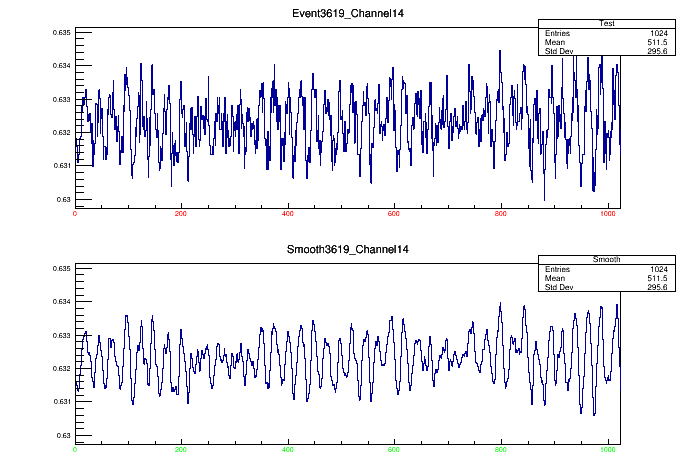 Event3619_Channel14
Test
Entries 1024
Mean 511.5
Std Dev 295.6
0.635
0.634
0.633
0.632
0.631
0.63
0 200 400 600 800 1000
Smooth3619_Channel14
Smooth
Entries 1024
Mean 511.5
Std Dev 295.6
0.635
0.634
0.633
0.632
0.631
0.63
0 200 400 600 800 1000